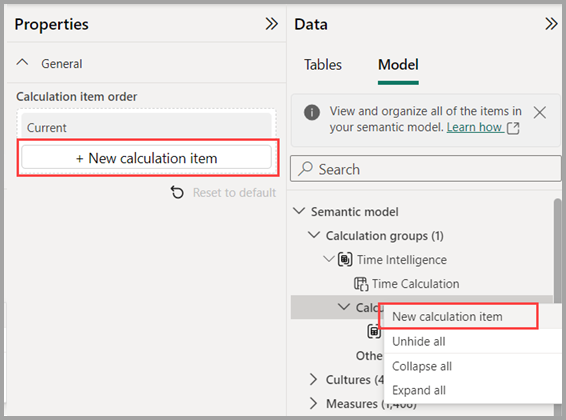 Properties
General
Calculation item order
Current
+ New calculation item
Reset to default
Data
Tables
Model
View and organize all of the items in
your semantic model. Learn how
Search
Semantic model
Calculation groups (1)
Time Intelligence
Time Calculation
Calcu
New calculation item
Unhide all
Collapse all
Expand all
Othe
Cultures (4
Measures (1,408)